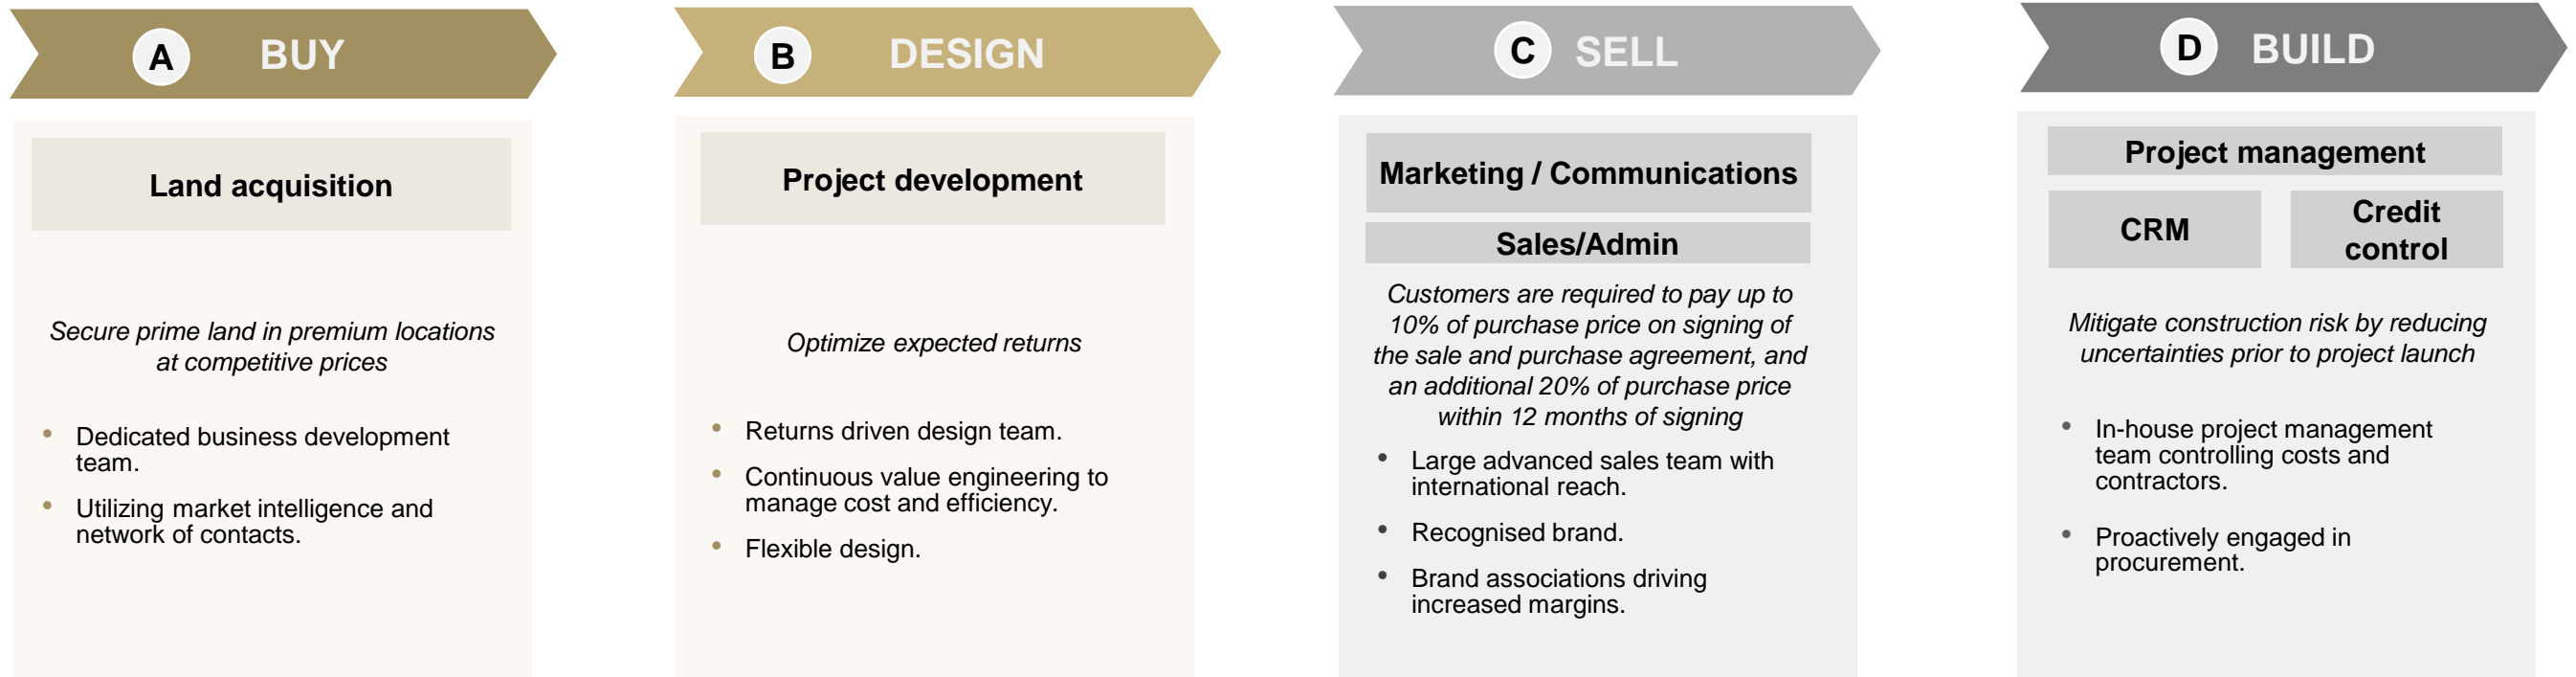 A BUY
Land acquisition
Secure prime land in premium locations
at competitive prices
• Dedicated business development
team.
• Utilizing market intelligence and
network of contacts.
B DESIGN
Project development
Optimize expected returns
• Returns driven design team.
• Continuous value engineering to
manage cost and efficiency.
• Flexible design.
C SELL
Marketing / Communications
Sales/Admin
Customers are required to pay up to
10% of purchase price on signing of
the sale and purchase agreement, and
an additional 20% of purchase price
within 12 months of signing
• Large advanced sales team with
international reach.
• Recognised brand.
• Brand associations driving
increased margins.
D BUILD
Project management
CRM
Credit
control
Mitigate construction risk by reducing
uncertainties prior to project launch
• In-house project management
team controlling costs and
contractors.
• Proactively engaged in
procurement.